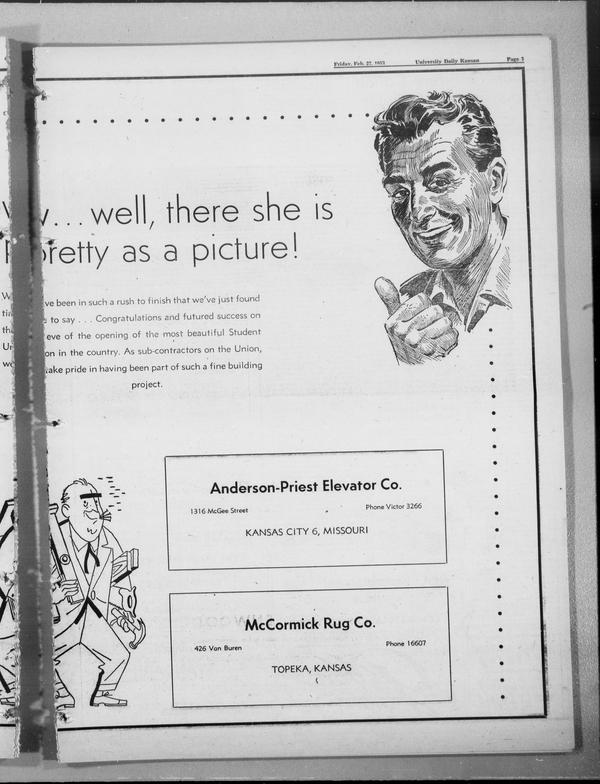 Friday, Feb. 27, 1953 University Daily Kansan Page 3
... well, there she is
pretty as a picture!
ve been in such a rush to finish that we've just found
to say . . . Congratulations and futured success on
eve of the opening of the most beautiful Student
on in the country. As sub-contractors on the Union,
take pride in having been part of such a fine building
project.
Anderson-Priest Elevator Co.
1316 McGee Street Phone Victor 3266
KANSAS CITY 6, MISSOURI
McCormick Rug Co.
426 Van Buren Phone 16607
TOPEKA, KANSAS